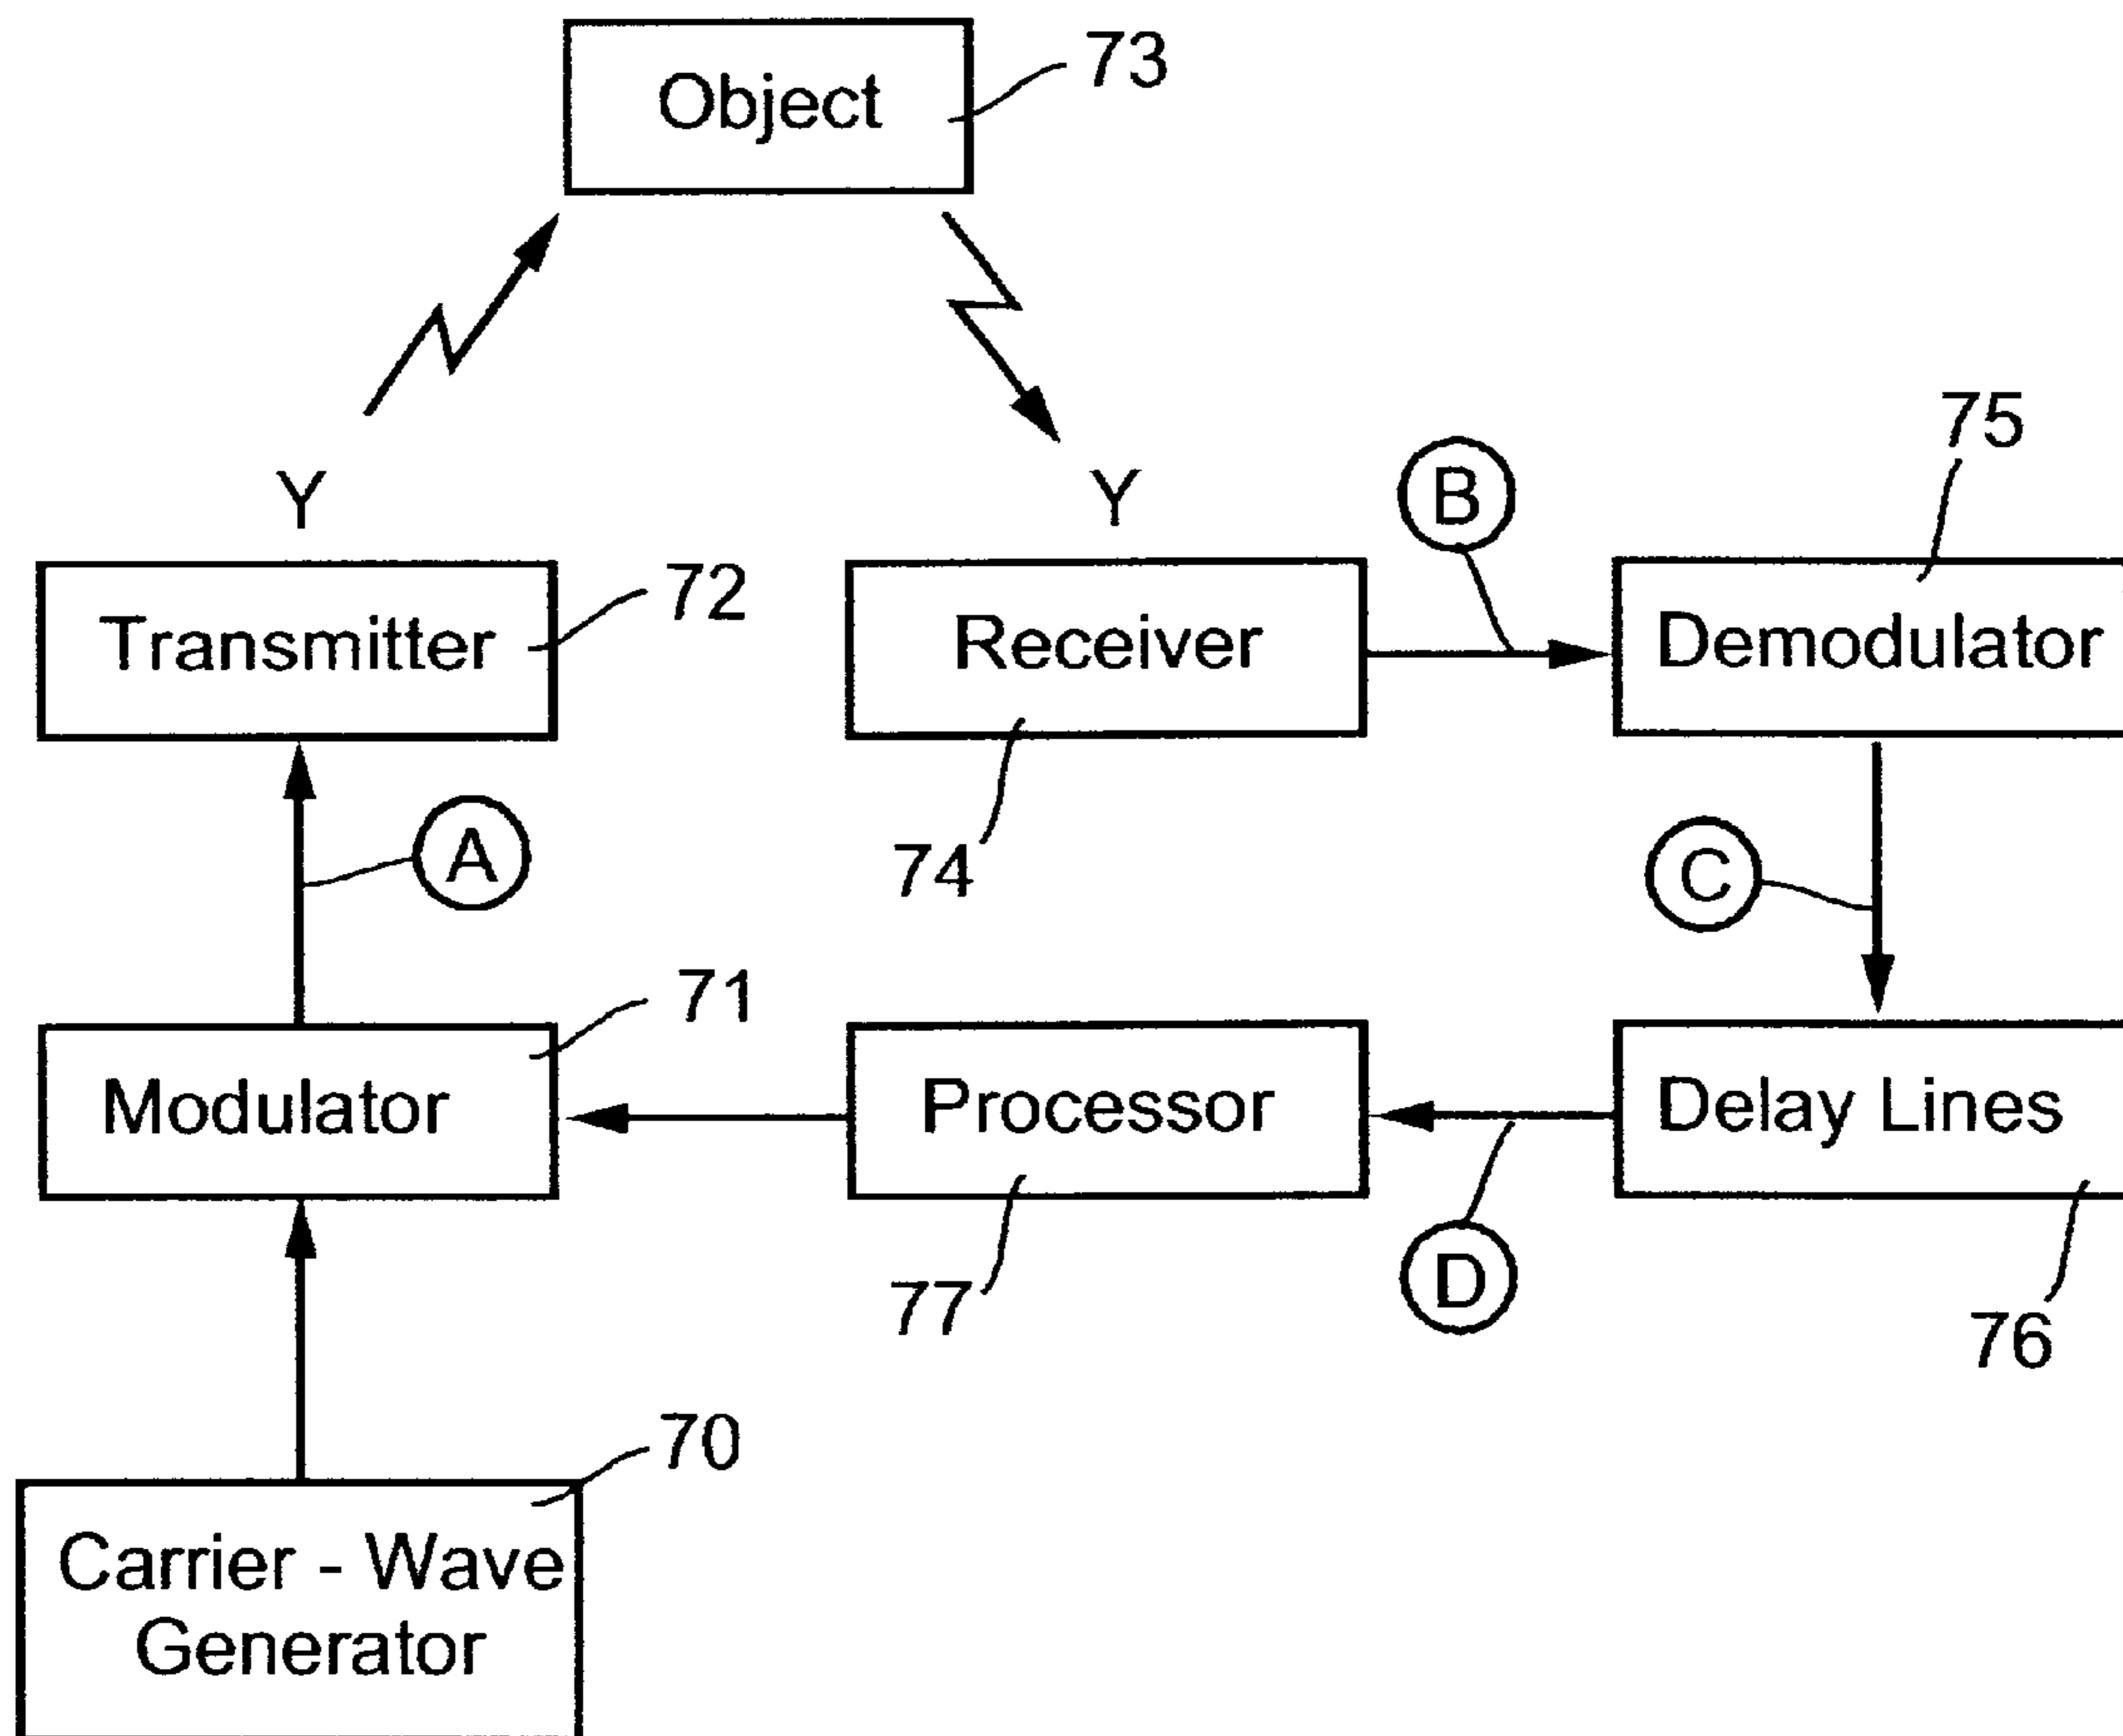 Object
73
Y
Y
B
75
Transmitter
72
Receiver
Demodulator
A
74
C
71
Modulator
Processor
Delay Lines
77
D
76
70
Carrier - Wave
Generator